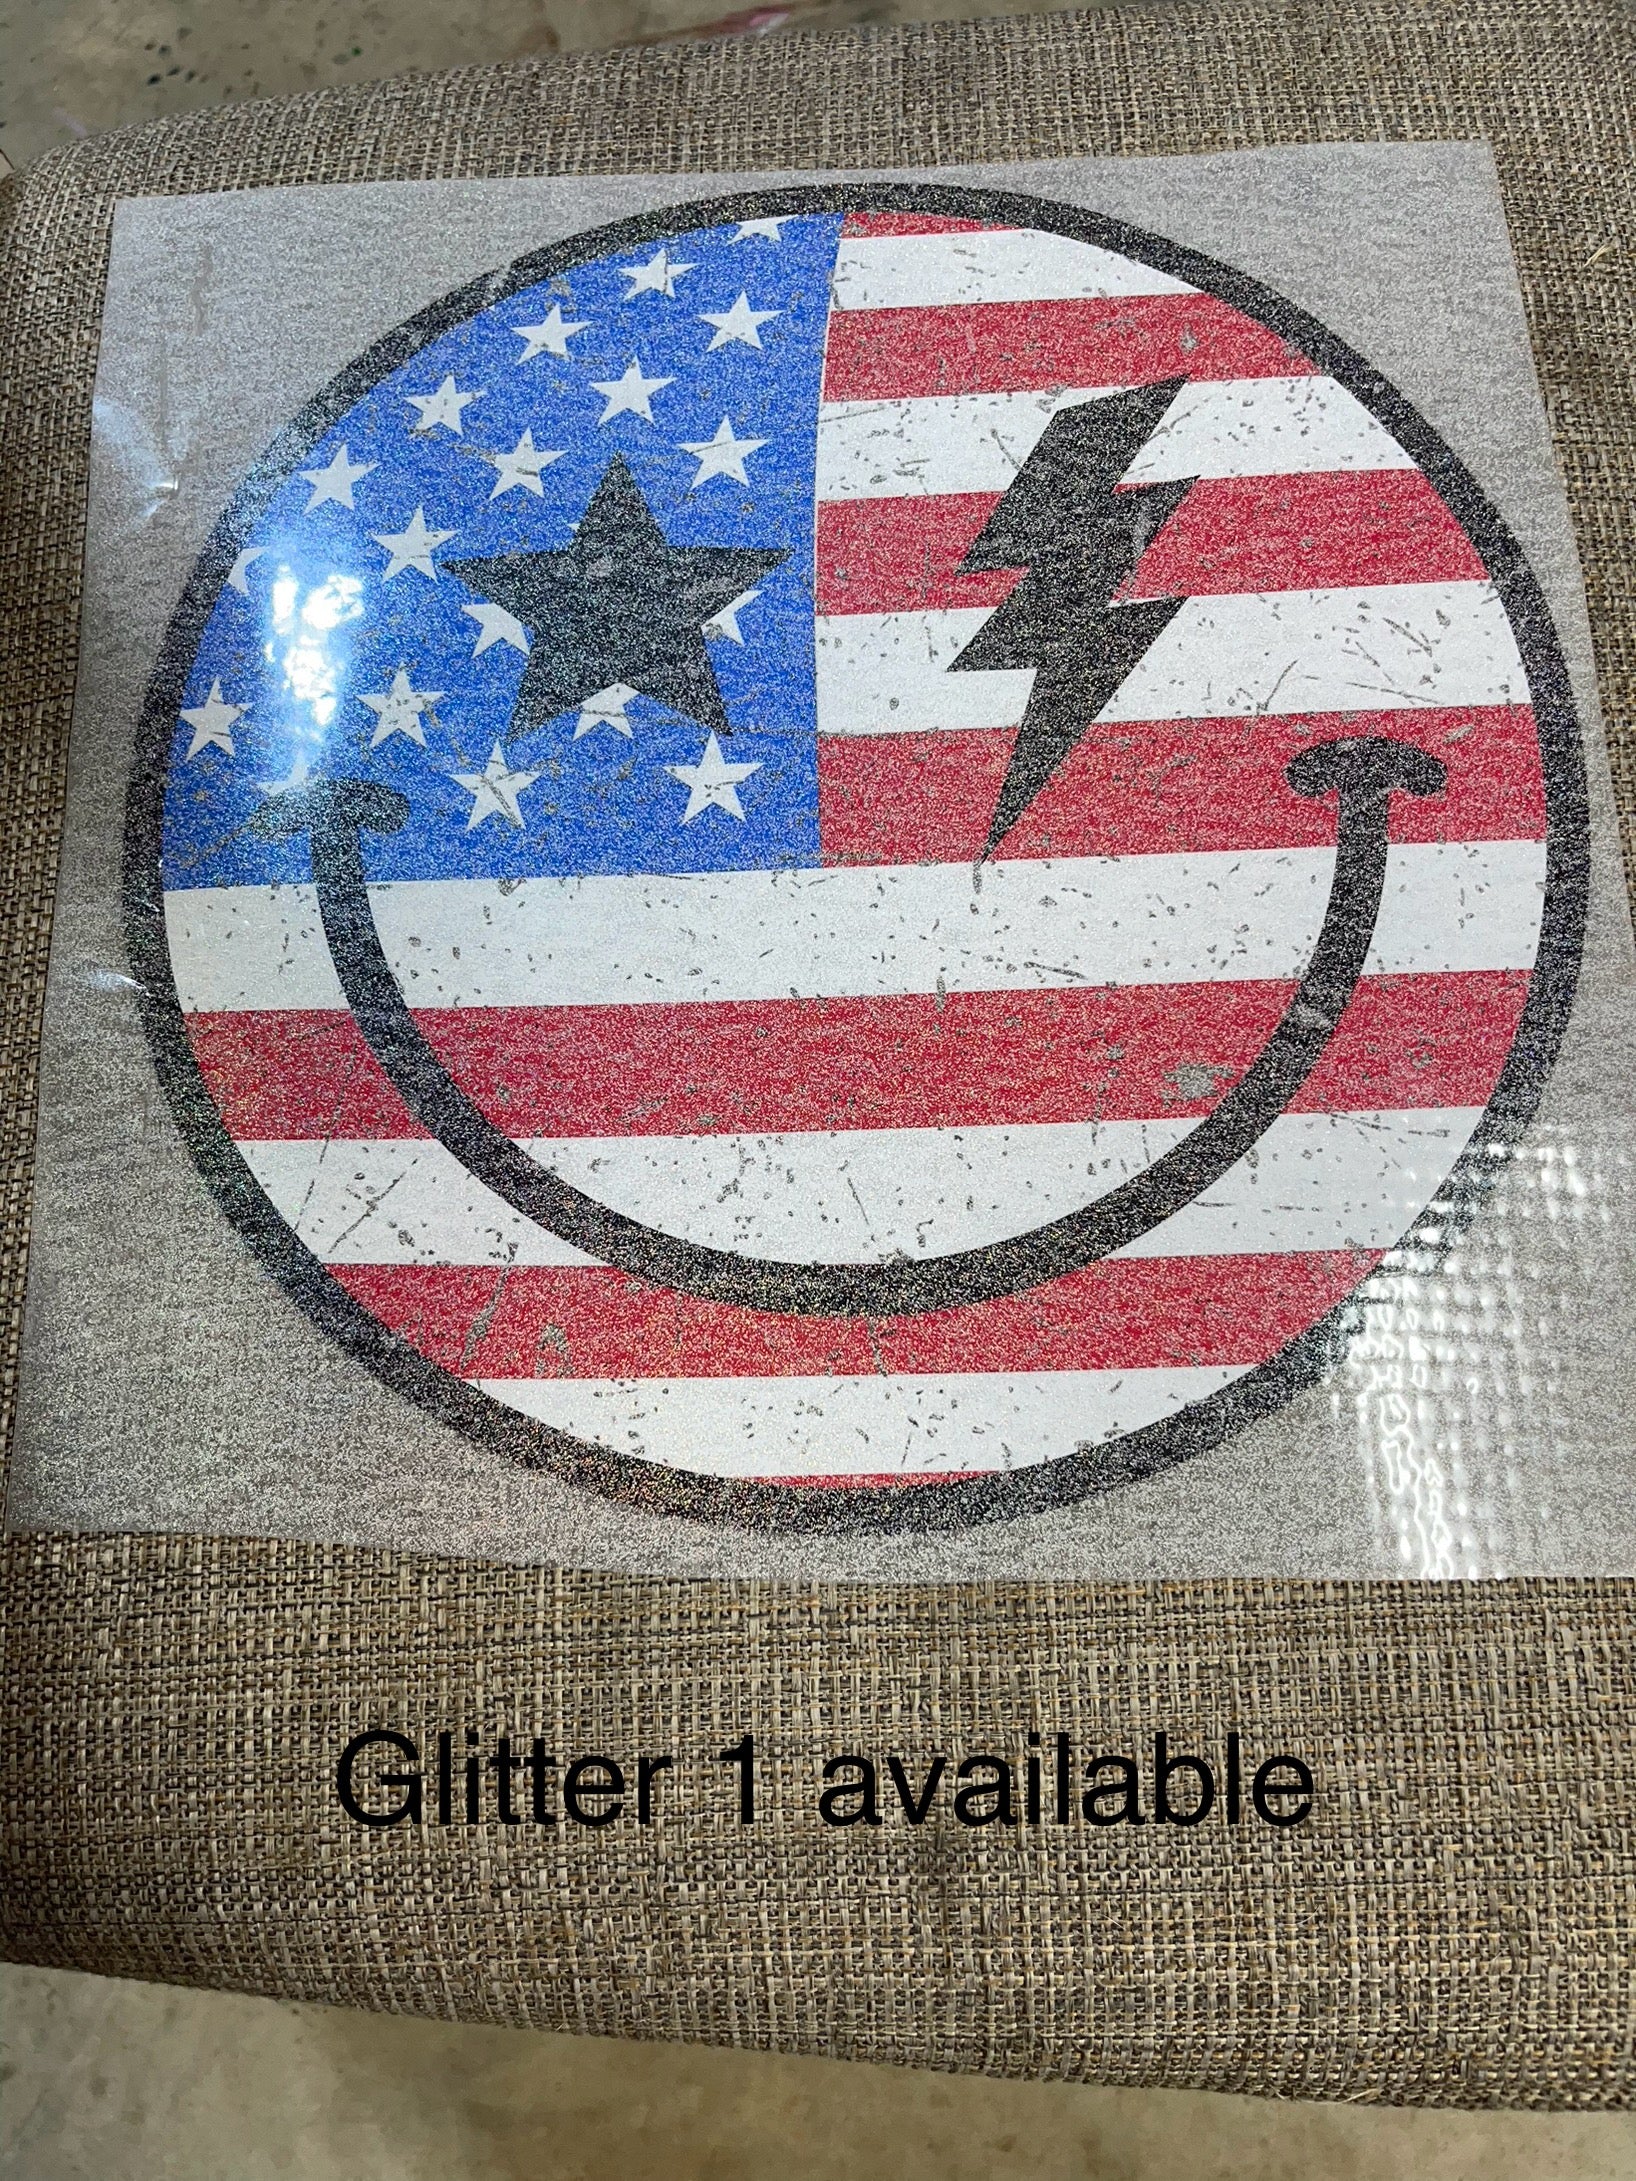 Glitter 1 available